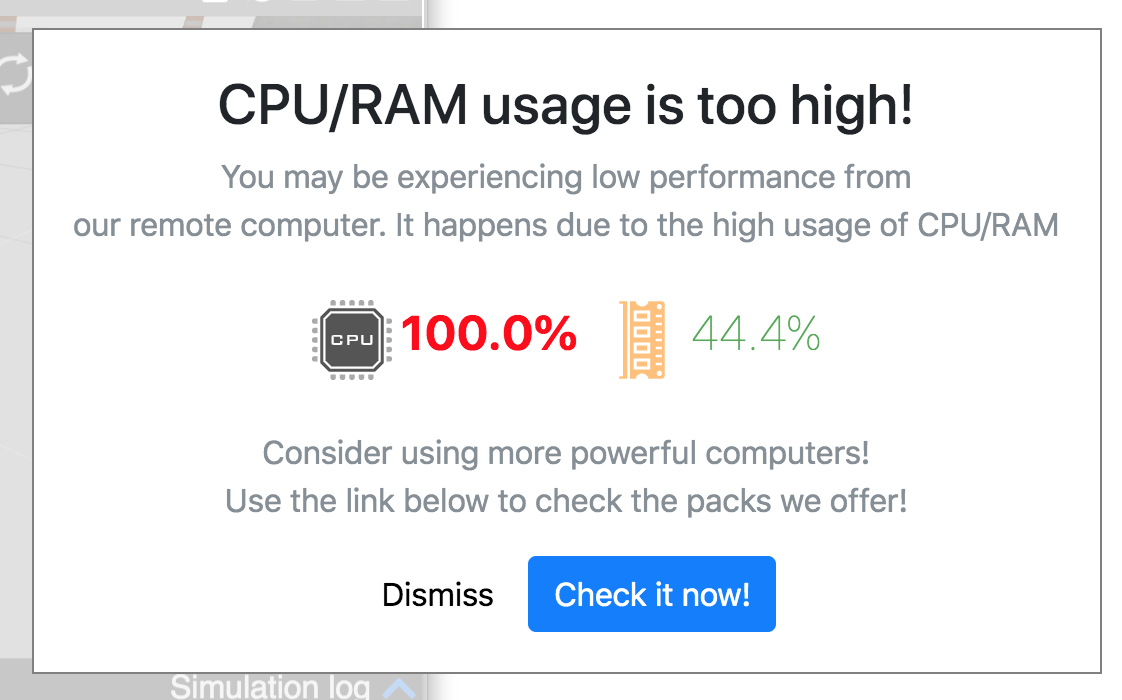 CPU/RAM usage is too high!
You may be experiencing low performance from
our remote computer. It happens due to the high usage of CPU/RAM
CPU 100.0% 44.4%
Consider using more powerful computers!
Use the link below to check the packs we offer!
Dismiss Check it now!
Simulation log